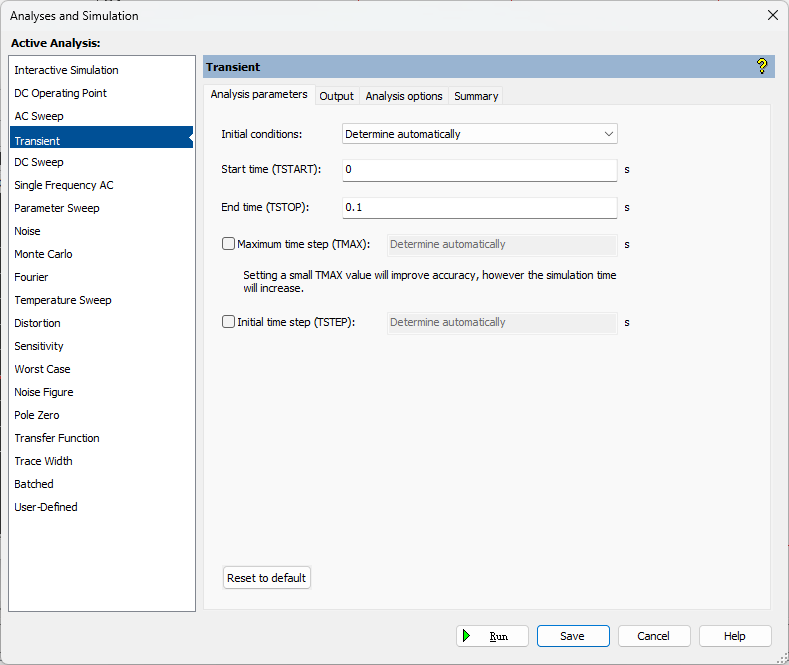 Analyses and Simulation
Active Analysis:
Interactive Simulation
DC Operating Point
AC Sweep
Transient
DC Sweep
Single Frequency AC
Parameter Sweep
Noise
Monte Carlo
Fourier
Temperature Sweep
Distortion
Sensitivity
Worst Case
Noise Figure
Pole Zero
Transfer Function
Trace Width
Batched
User-Defined
Transient
?
Analysis parameters Output Analysis options Summary
Initial conditions: Determine automatically
Start time (TSTART): 0 s
End time (TSTOP): 0.1 s
Maximum time step (TMAX): Determine automatically s
Setting a small TMAX value will improve accuracy, however the simulation time
will increase.
Initial time step (TSTEP): Determine automatically s
Reset to default
Run Save Cancel Help